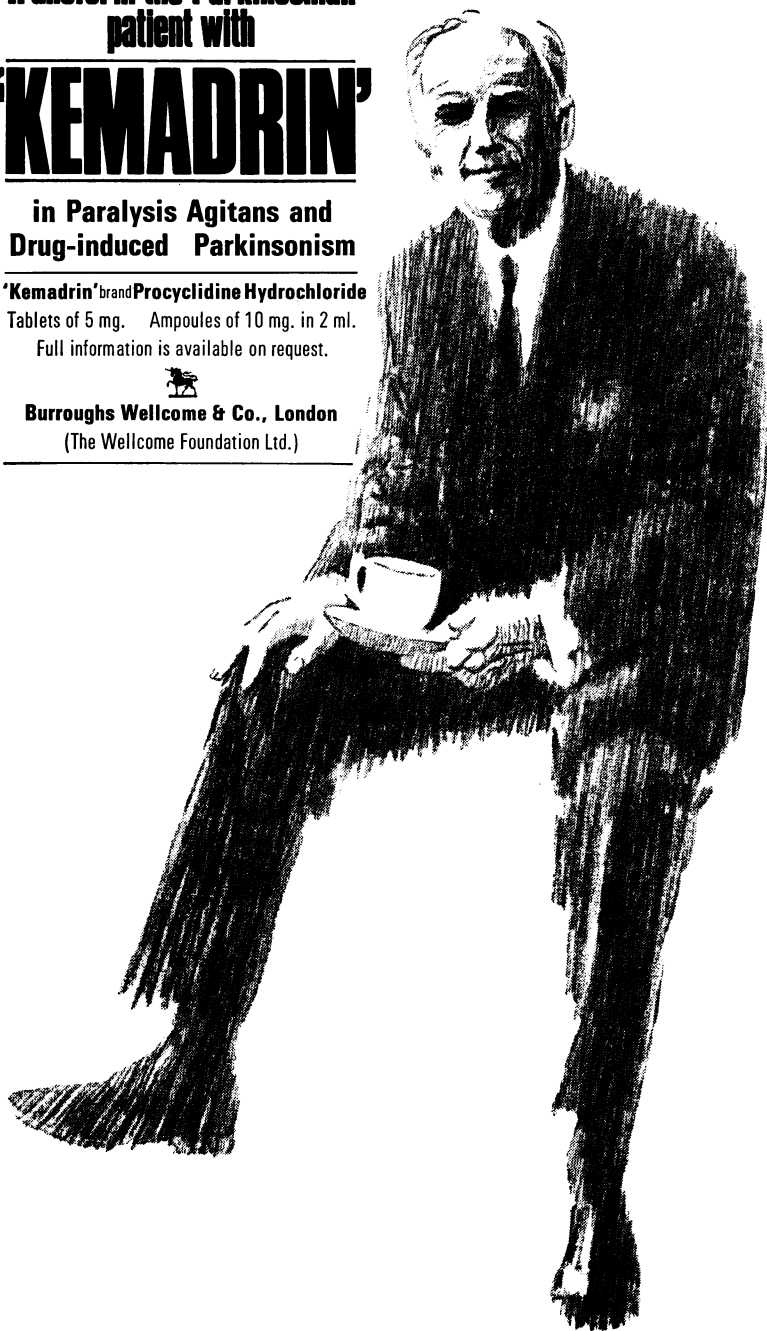 patient with
'KEMADRIN'
in Paralysis Agitans and
Drug-induced Parkinsonism
'Kemadrin' brand Procyclidine Hydrochloride
Tablets of 5 mg. Ampoules of 10 mg. in 2 ml.
Full information is available on request.
Burroughs Wellcome & Co., London
(The Wellcome Foundation Ltd.)